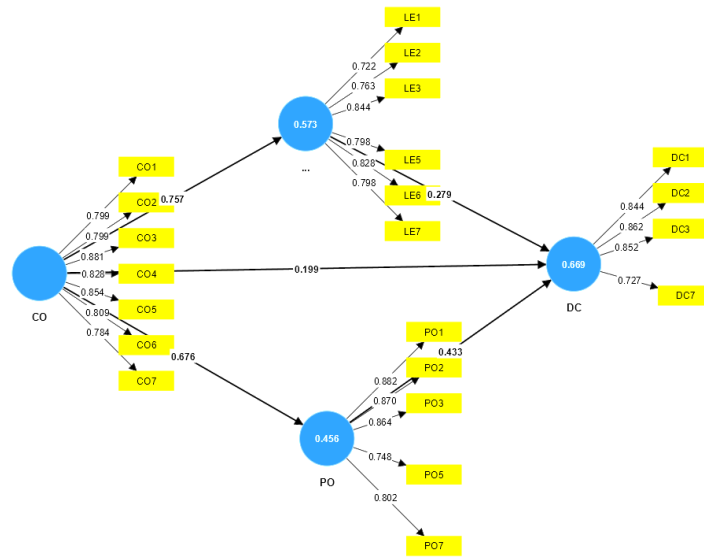 LE1
LE2
LE3
LE5
LE6
LE7
0.722
0.763
0.844
0.798
0.828
0.798
0.573
...
CO1
CO2
CO3
CO4
CO5
CO6
CO7
0.799
0.799
0.881
0.828
0.854
0.809
0.784
CO
0.757
0.199
0.676
0.279
0.433
DC1
DC2
DC3
DC7
0.844
0.862
0.852
0.727
0.669
DC
PO1
PO2
PO3
PO5
PO7
0.882
0.870
0.864
0.748
0.802
0.456
PO